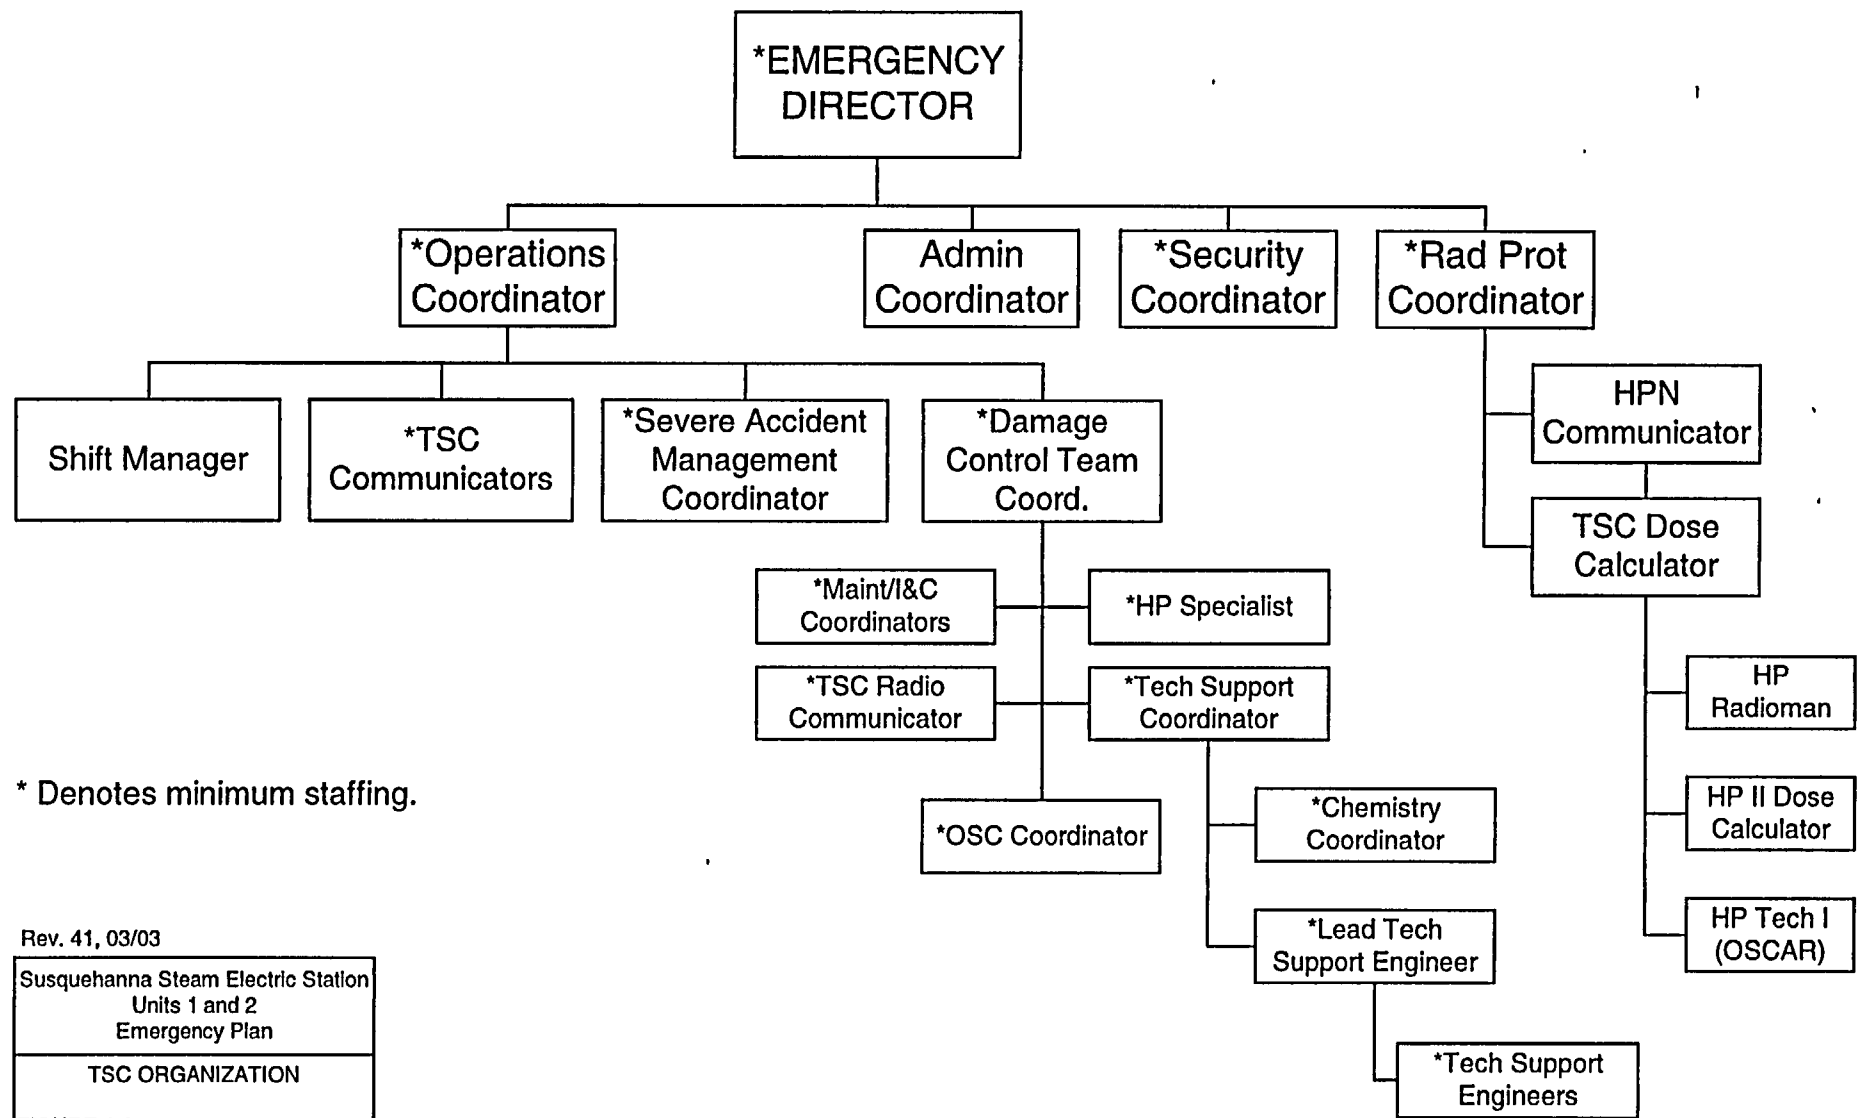 *EMERGENCY
DIRECTOR
*Operations
Coordinator
Admin
Coordinator
*Security
Coordinator
*Rad Prot
Coordinator
Shift Manager
*TSC
Communicators
*Severe Accident
Management
Coordinator
*Damage
Control Team
Coord.
HPN
Communicator
TSC Dose
Calculator
*Maint/I&C
Coordinators
*HP Specialist
*TSC Radio
Communicator
*Tech Support
Coordinator
HP
Radioman
* Denotes minimum staffing.
*OSC Coordinator
*Chemistry
Coordinator
HP II Dose
Calculator
*Lead Tech
Support Engineer
HP Tech I
(OSCAR)
*Tech Support
Engineers
Rev. 41, 03/03
Susquehanna Steam Electric Station
Units 1 and 2
Emergency Plan
TSC ORGANIZATION